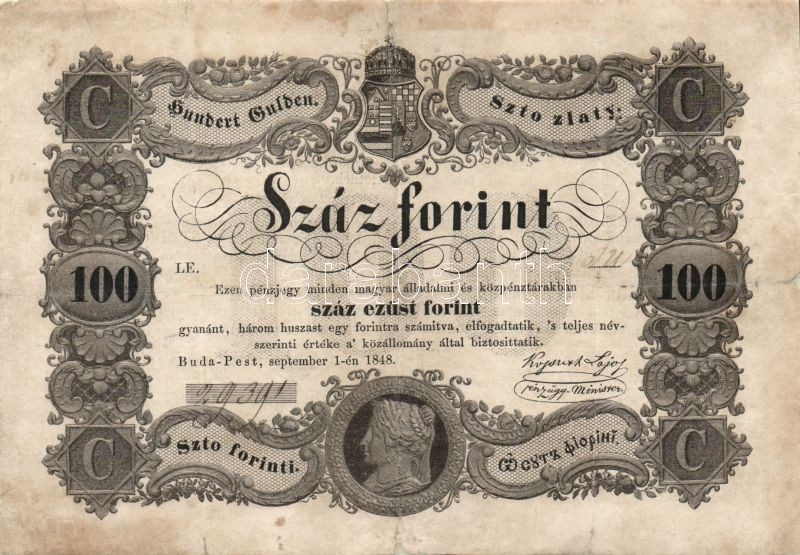 C
Hundert Gulden.
Szto zlaty:
C
Száz forint
LE.
100
100
Ezen pénzjegy minden magyar álladalmi és közpénztárakban
száz ezüst forint
gyanánt, három huszast egy forintra számítva, elfogadtatik, 's teljes név-
szerinti értéke a' közállomány által biztosittatik.
Buda-Pest, september 1-én 1848.
Kossuth Lajos
pénzügy-Minister
29391
C
Szto forinti.
C
darabanth